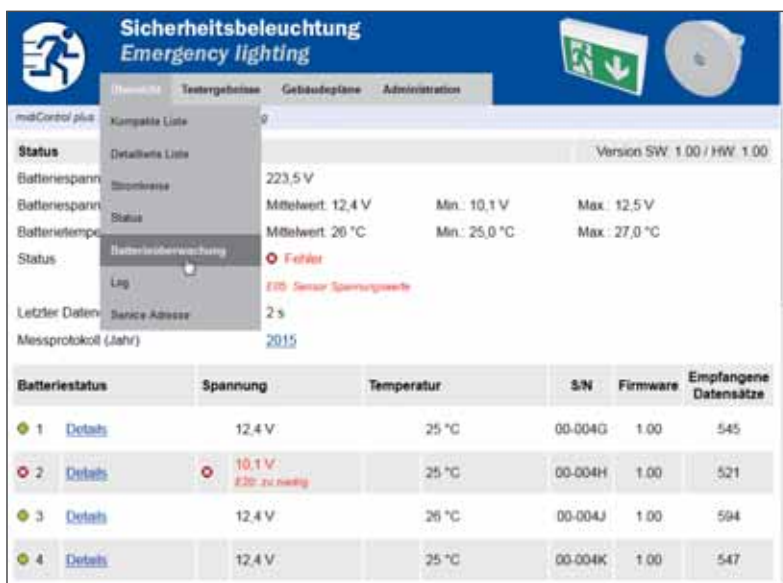 Sicherheitsbeleuchtung
Emergency lighting
Übersicht Testergebnisse Gebäudepläne Administration
midiControl plus
Kompakte Liste
Detaillierte Liste
Stromkreise
Status
Batterieüberwachung
Log
Service Adresse
Status Version SW: 1.00 / HW: 1.00
Batteriespann 223,5 V
Batteriespann Mittelwert: 12,4 V Min.: 10,1 V Max.: 12,5 V
Batterietempe Mittelwert: 26 °C Min.: 25,0 °C Max.: 27,0 °C
Status Fehler
E05: Sensor Spannungswerte
Letzter Daten 2 s
Messprotokoll (Jahr) 2015
Batteriestatus Spannung Temperatur S/N Firmware Empfangene Datensätze
1 Details 12,4 V 25 °C 00-004G 1.00 545
2 Details 10,1 V 25 °C 00-004H 1.00 521
zu niedrig
3 Details 12,4 V 26 °C 00-004J 1.00 594
4 Details 12,4 V 25 °C 00-004K 1.00 547